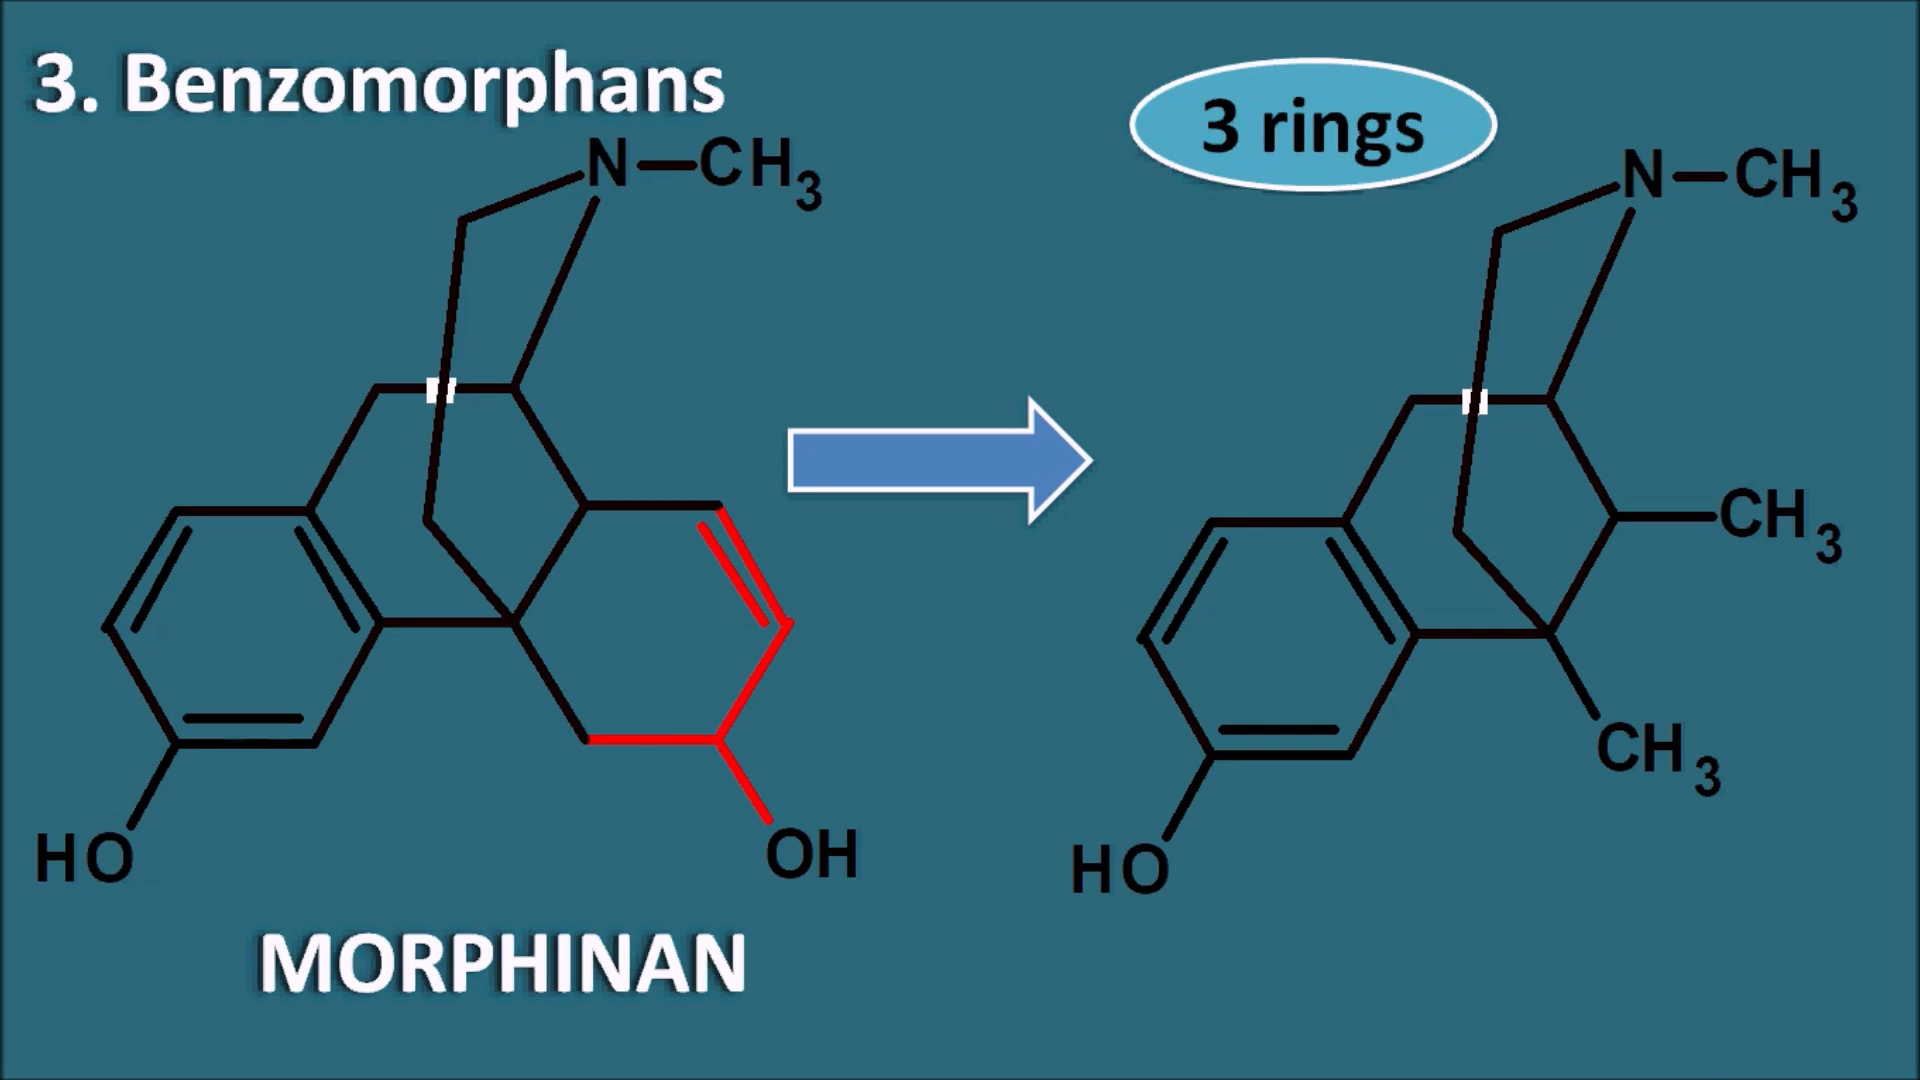 3. Benzomorphans
3 rings
N—CH3
N—CH3
CH3
CH3
HO
OH
HO
MORPHINAN